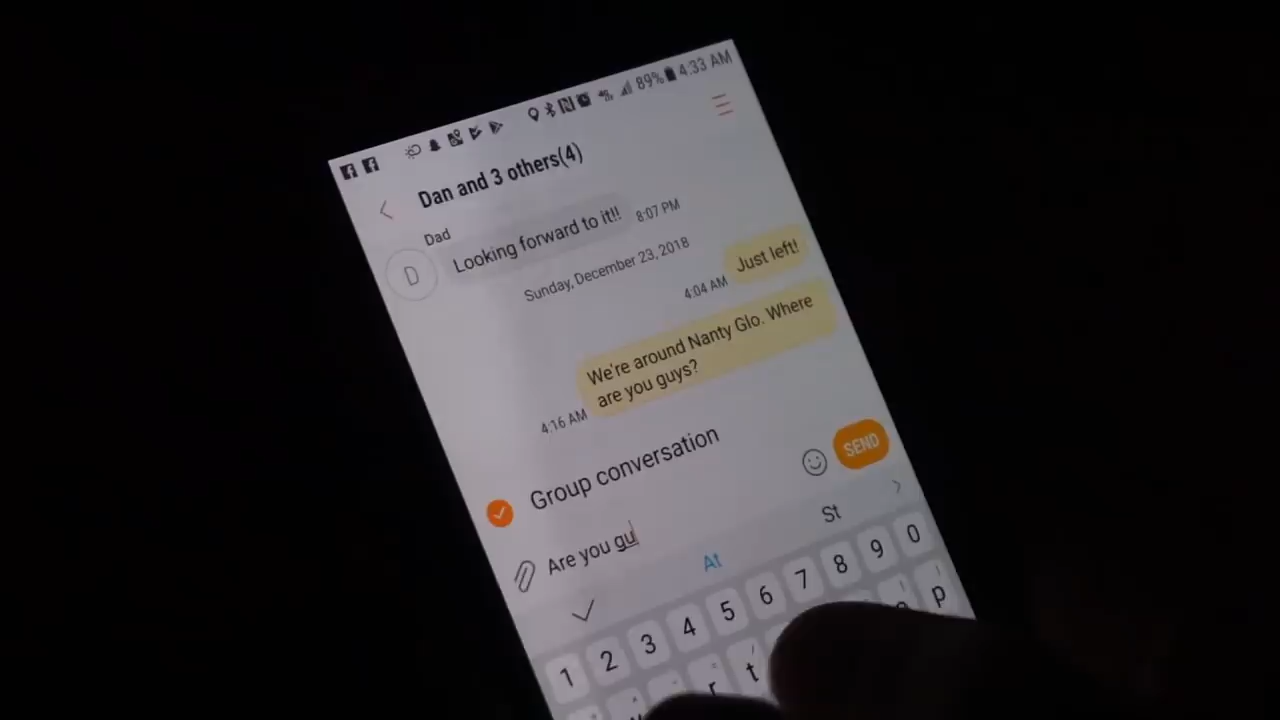 89% 4:33 AM
Dan and 3 others(4)
Dad
D
Looking forward to it!! 8:07 PM
Sunday, December 23, 2018
Just left!
4:04 AM
We're around Nanty Glo. Where
are you guys?
4:16 AM
Group conversation
SEND
Are you gu
At St
1 2 3 4 5 6 7 8 9 0
r t p